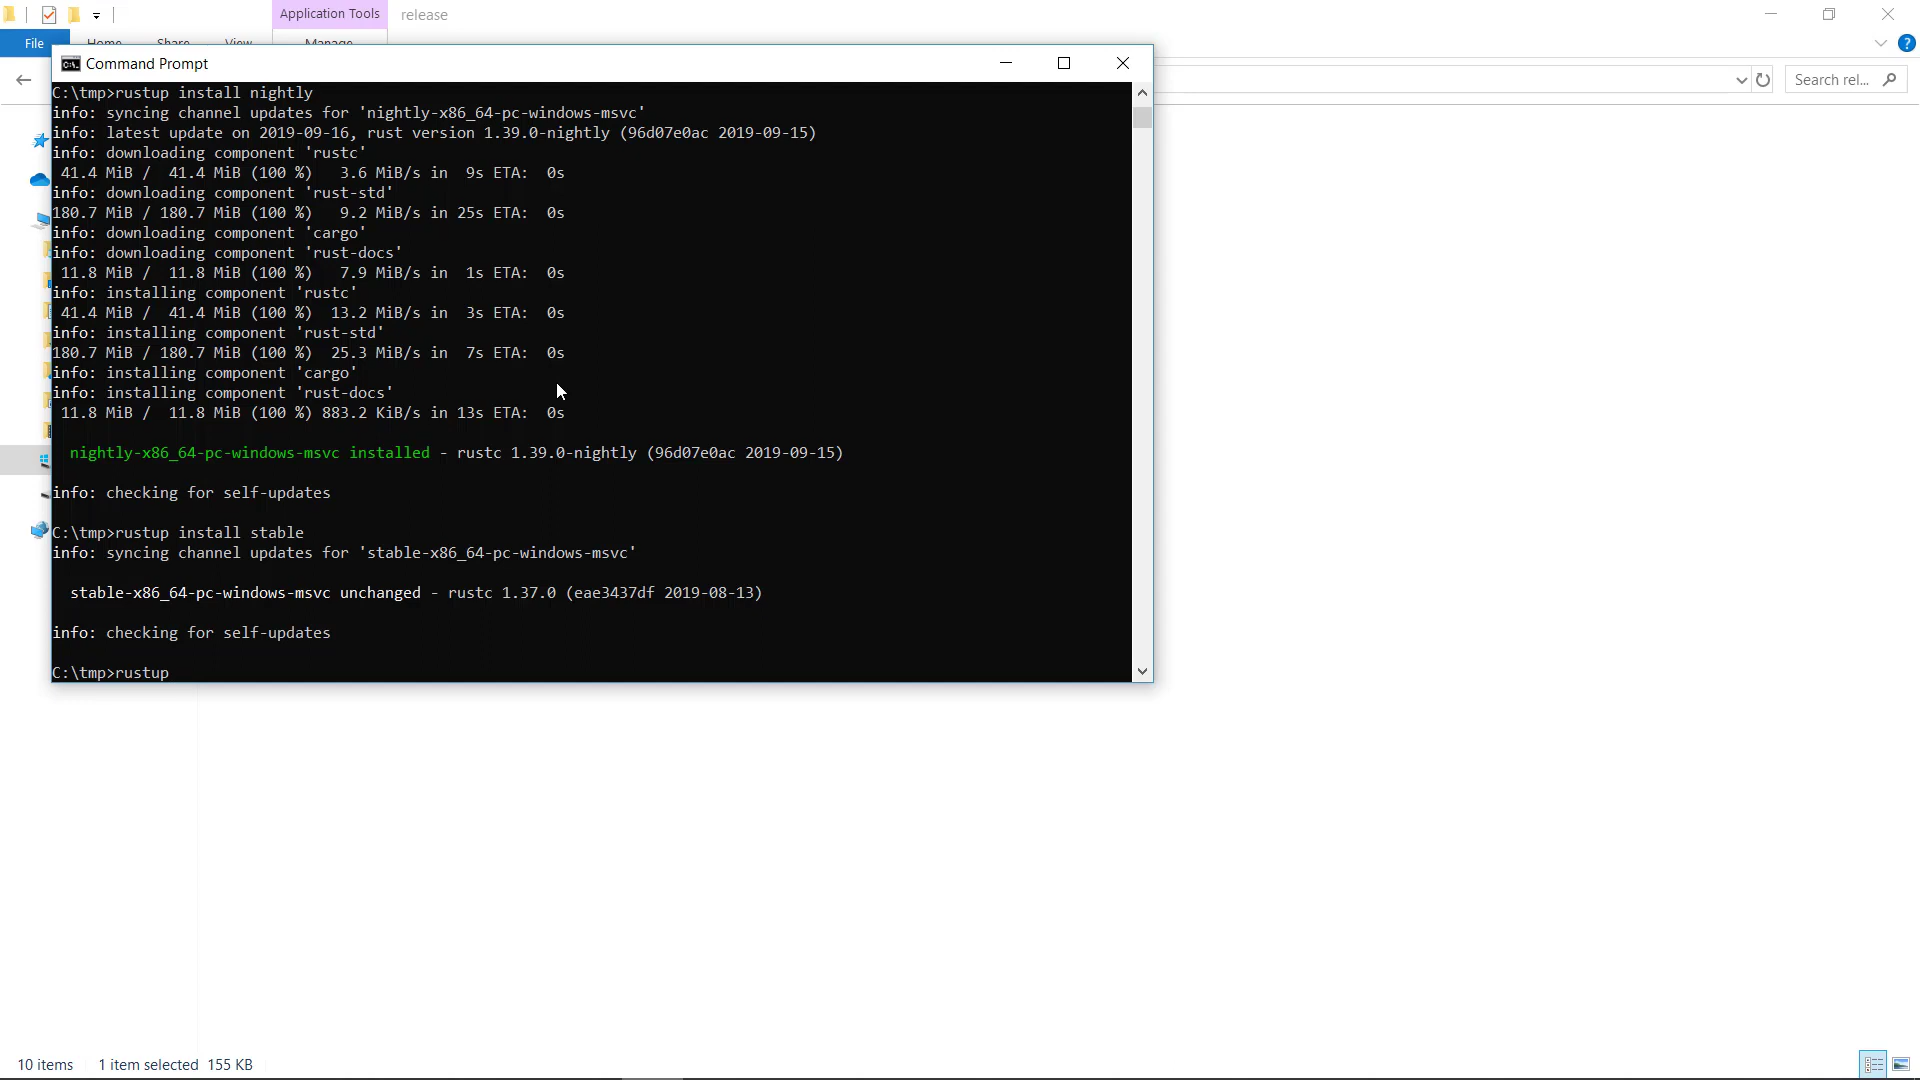 Application Tools release
File Home Share View Manage
Search rel...
Command Prompt
C:\tmp>rustup install nightly
info: syncing channel updates for 'nightly-x86_64-pc-windows-msvc'
info: latest update on 2019-09-16, rust version 1.39.0-nightly (96d07e0ac 2019-09-15)
info: downloading component 'rustc'
 41.4 MiB /  41.4 MiB (100 %)   3.6 MiB/s in  9s ETA:  0s
info: downloading component 'rust-std'
180.7 MiB / 180.7 MiB (100 %)   9.2 MiB/s in 25s ETA:  0s
info: downloading component 'cargo'
info: downloading component 'rust-docs'
 11.8 MiB /  11.8 MiB (100 %)   7.9 MiB/s in  1s ETA:  0s
info: installing component 'rustc'
 41.4 MiB /  41.4 MiB (100 %)  13.2 MiB/s in  3s ETA:  0s
info: installing component 'rust-std'
180.7 MiB / 180.7 MiB (100 %)  25.3 MiB/s in  7s ETA:  0s
info: installing component 'cargo'
info: installing component 'rust-docs'
 11.8 MiB /  11.8 MiB (100 %) 883.2 KiB/s in 13s ETA:  0s
  nightly-x86_64-pc-windows-msvc installed - rustc 1.39.0-nightly (96d07e0ac 2019-09-15)
info: checking for self-updates
C:\tmp>rustup install stable
info: syncing channel updates for 'stable-x86_64-pc-windows-msvc'
  stable-x86_64-pc-windows-msvc unchanged - rustc 1.37.0 (eae3437df 2019-08-13)
info: checking for self-updates
C:\tmp>rustup
10 items 1 item selected 155 KB